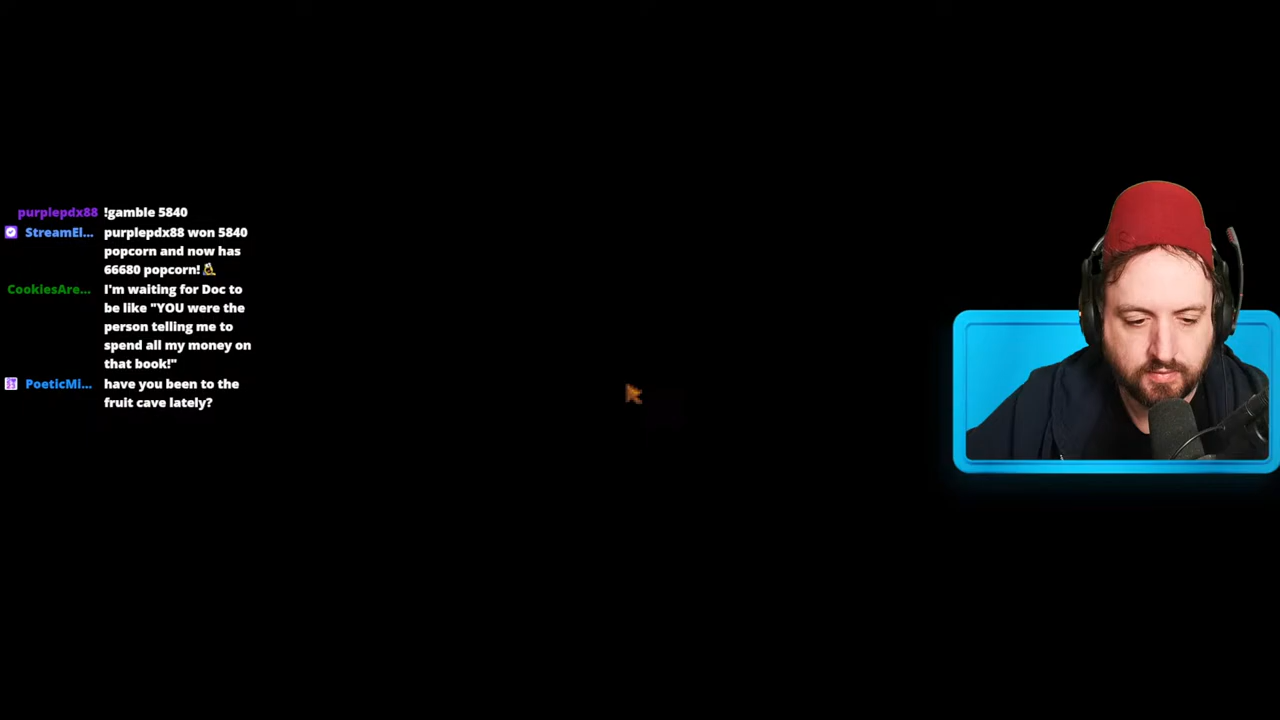 purplepdx88 !gamble 5840
StreamEl... purplepdx88 won 5840
popcorn and now has
66680 popcorn!
CookiesAre... I'm waiting for Doc to
be like "YOU were the
person telling me to
spend all my money on
that book!"
PoeticMi... have you been to the
fruit cave lately?